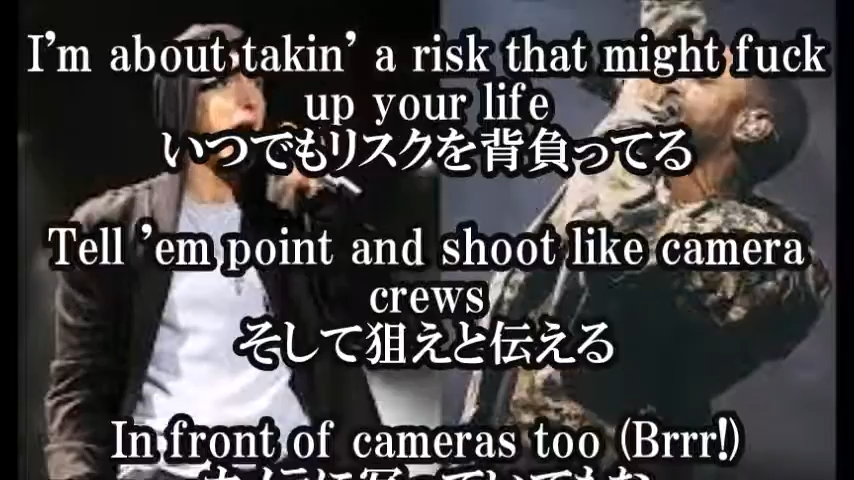 I'm about takin' a risk that might fuck
up your life
いつでもリスクを背負ってる
Tell 'em point and shoot like camera
crews
そして狙えと伝える
In front of cameras too (Brrr!)